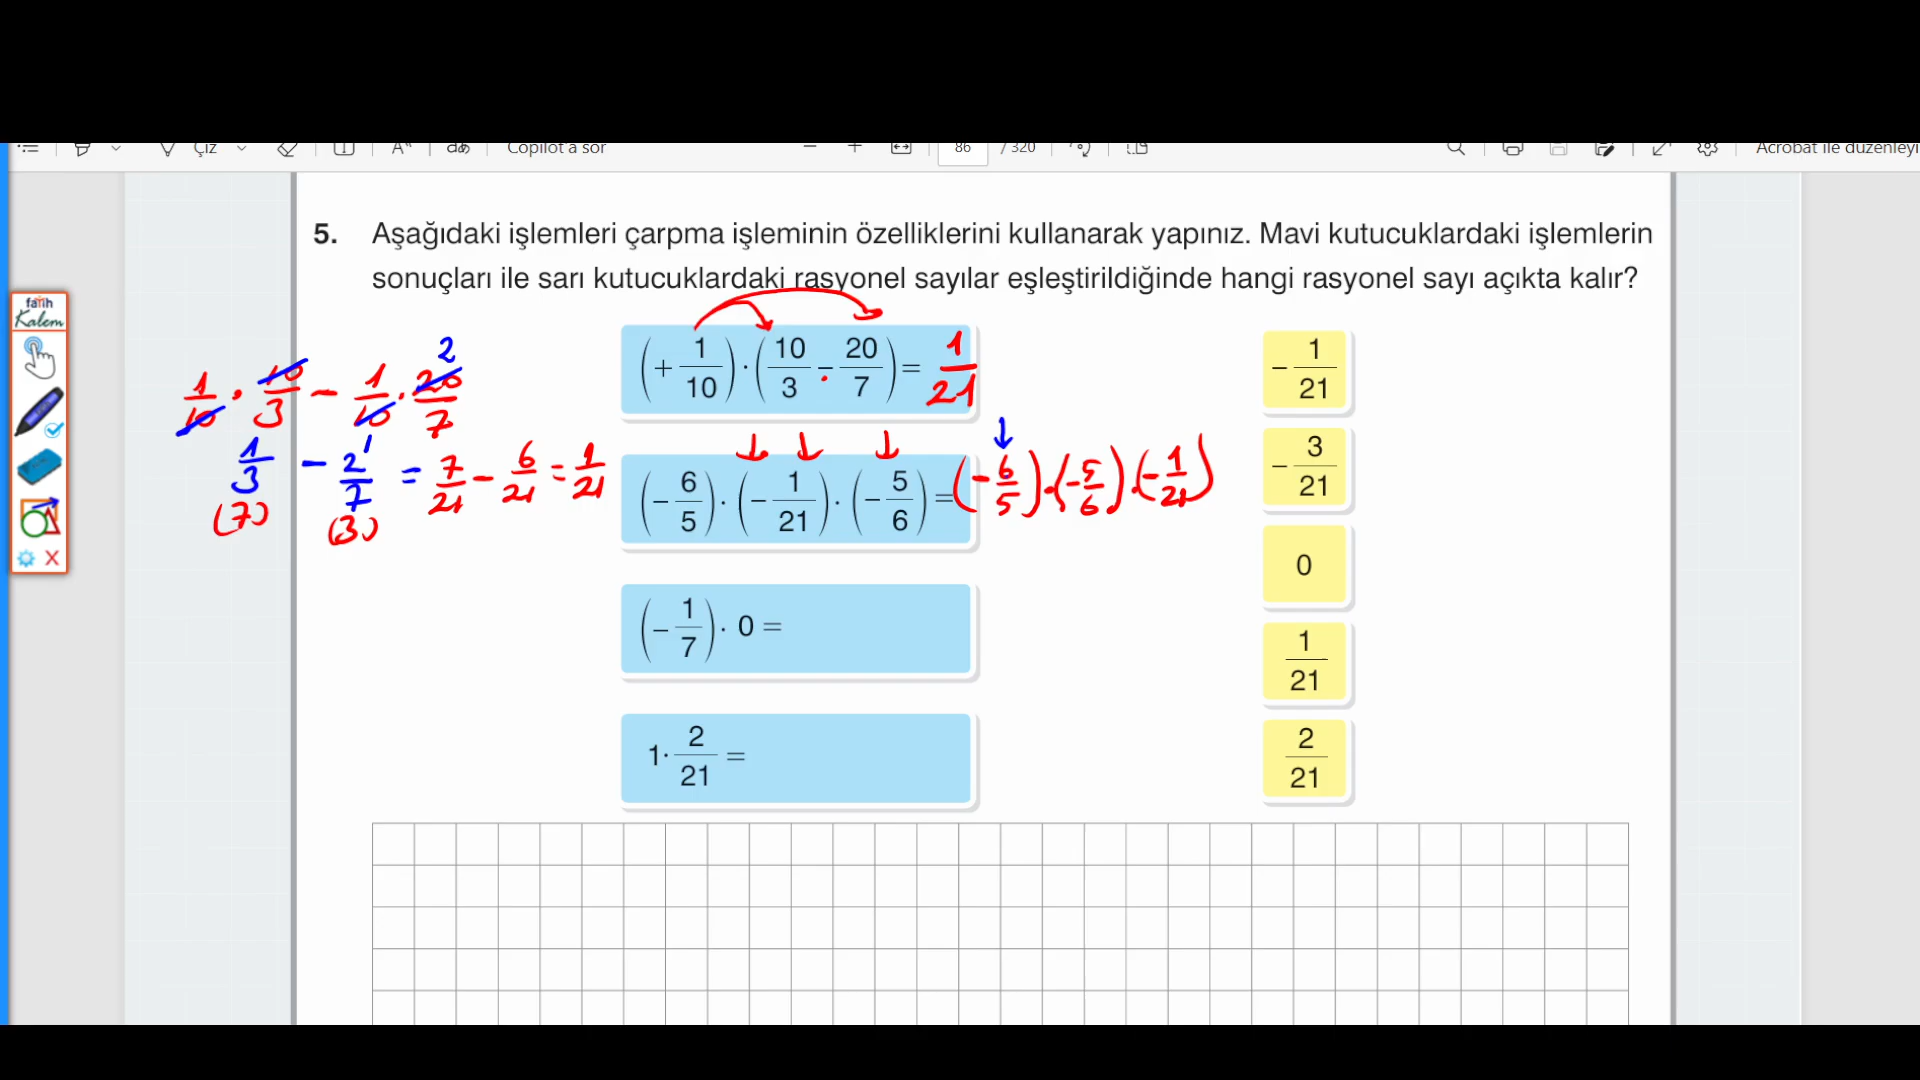 Çiz
Copilot'a sor
86 / 320
Acrobat ile düzenleyi
5. Aşağıdaki işlemleri çarpma işleminin özelliklerini kullanarak yapınız. Mavi kutucuklardaki işlemlerin
sonuçları ile sarı kutucuklardaki rasyonel sayılar eşleştirildiğinde hangi rasyonel sayı açıkta kalır?
fatih
Kalem
(+ 1/10) · (10/3 − 20/7) = 1/21
1/10 · 10/3 − 1/10 · 20/7
2
1/3 − 2/7 = 7/21 − 6/21 = 1/21
(7) (3)
(− 6/5) · (− 1/21) · (− 5/6) = (− 6/5) · (− 5/6) · (− 1/21)
(− 1/7) · 0 =
1 · 2/21 =
− 1/21
− 3/21
0
1/21
2/21